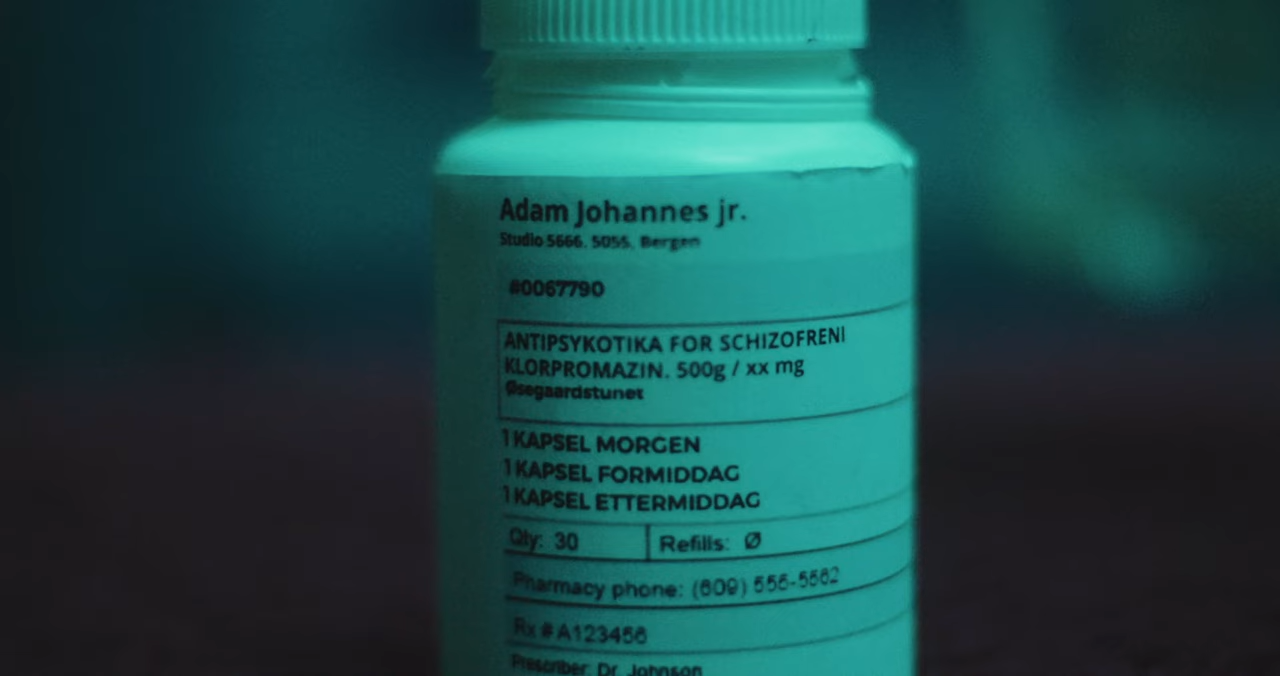 Adam Johannes jr.
Studio 5666. 5055. Bergen
#0067790
ANTIPSYKOTIKA FOR SCHIZOFRENI
KLORPROMAZIN. 500g / xx mg
Øsegaardstunet
1 KAPSEL MORGEN
1 KAPSEL FORMIDDAG
1 KAPSEL ETTERMIDDAG
Qty: 30 Refills: Ø
Pharmacy phone: (609) 555-5562
Rx # A123456
Prescriber: Dr. Johnson